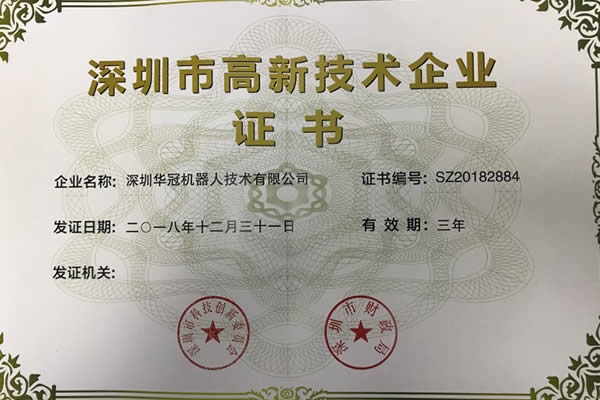 深圳市高新技术企业
证书
企业名称：深圳华冠机器人技术有限公司
证书编号：SZ20182884
发证日期：二〇一八年十二月三十一日
有效期：三年
发证机关：
深圳市科技创新委员会
深圳市财政局